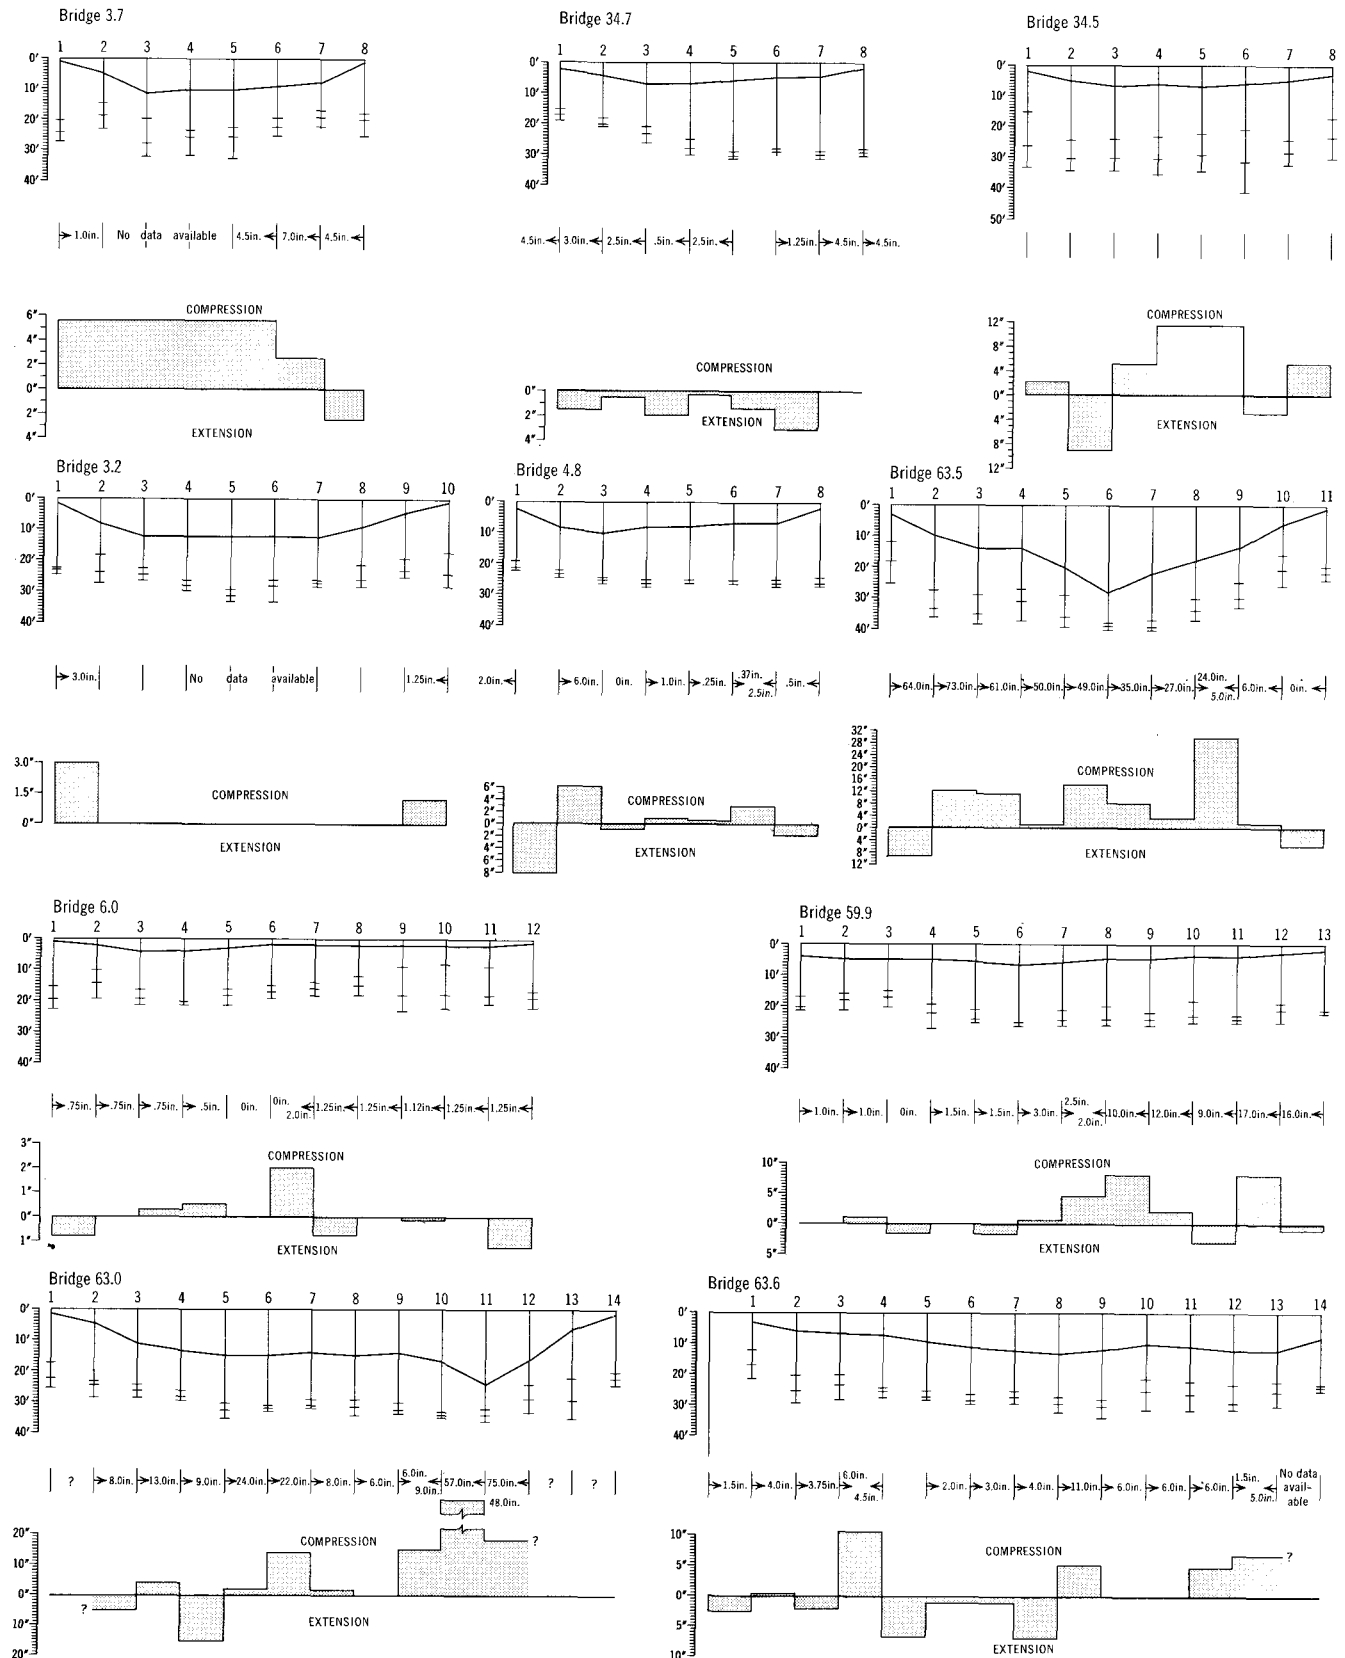 Bridge 3.7
1 2 3 4 5 6 7 8
0'
10'
20'
30'
40'
1.0in. No data available 4.5in. 7.0in. 4.5in.
COMPRESSION
6"
4"
2"
0"
2"
4"
EXTENSION
Bridge 34.7
1 2 3 4 5 6 7 8
0'
10'
20'
30'
40'
4.5in. 3.0in. 2.5in. .5in. 2.5in. 1.25in. 4.5in. 4.5in.
COMPRESSION
0"
2"
4"
EXTENSION
Bridge 34.5
1 2 3 4 5 6 7 8
0'
10'
20'
30'
40'
50'
COMPRESSION
12"
8"
4"
0"
4"
8"
12"
EXTENSION
Bridge 3.2
1 2 3 4 5 6 7 8 9 10
0'
10'
20'
30'
40'
3.0in. No data available 1.25in.
3.0"
1.5"
0"
COMPRESSION
EXTENSION
Bridge 4.8
1 2 3 4 5 6 7 8
0'
10'
20'
30'
40'
2.0in. 6.0in. 0in. 1.0in. .25in. .37in. 2.5in. .5in.
6"
4"
2"
0"
2"
4"
6"
8"
COMPRESSION
EXTENSION
Bridge 63.5
1 2 3 4 5 6 7 8 9 10 11
0'
10'
20'
30'
40'
64.0in. 73.0in. 61.0in. 50.0in. 49.0in. 35.0in. 27.0in. 24.0in. 5.0in. 6.0in. 0in.
32"
28"
24"
20"
16"
12"
8"
4"
0"
4"
8"
12"
COMPRESSION
EXTENSION
Bridge 6.0
1 2 3 4 5 6 7 8 9 10 11 12
0'
10'
20'
30'
40'
.75in. .75in. .75in. .5in. 0in. 0in. 2.0in. 1.25in. 1.25in. 1.12in. 1.25in. 1.25in.
3"
2"
1"
0"
1"
COMPRESSION
EXTENSION
Bridge 59.9
1 2 3 4 5 6 7 8 9 10 11 12 13
0'
10'
20'
30'
40'
1.0in. 1.0in. 0in. 1.5in. 1.5in. 3.0in. 2.5in. 2.0in. 10.0in. 12.0in. 9.0in. 17.0in. 16.0in.
10"
5"
0"
5"
COMPRESSION
EXTENSION
Bridge 63.0
1 2 3 4 5 6 7 8 9 10 11 12 13 14
0'
10'
20'
30'
40'
? 8.0in. 13.0in. 9.0in. 24.0in. 22.0in. 8.0in. 6.0in. 6.0in. 9.0in. 57.0in. 75.0in. ? ?
48.0in.
20"
10"
0"
10"
20"
COMPRESSION
?
?
EXTENSION
Bridge 63.6
1 2 3 4 5 6 7 8 9 10 11 12 13 14
0'
10'
20'
30'
40'
1.5in. 4.0in. 3.75in. 6.0in. 4.5in. 2.0in. 3.0in. 4.0in. 11.0in. 6.0in. 6.0in. 6.0in. 1.5in. 5.0in. No data avail-able
10"
5"
0"
5"
10"
COMPRESSION
?
EXTENSION